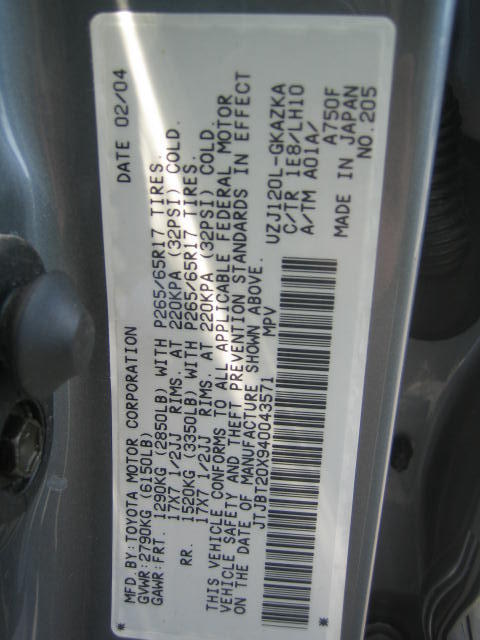 MFD.BY:TOYOTA MOTOR CORPORATION DATE 02/04
GVWR:2790KG(6150LB)
GAWR:FRT. 1290KG (2850LB) WITH P265/65R17 TIRES.
17X7 1/2JJ RIMS. AT 220KPA (32PSI) COLD.
RR. 1520KG (3350LB) WITH P265/65R17 TIRES.
17X7 1/2JJ RIMS. AT 220KPA (32PSI) COLD.
THIS VEHICLE CONFORMS TO ALL APPLICABLE FEDERAL MOTOR
VEHICLE SAFETY AND THEFT PREVENTION STANDARDS IN EFFECT
ON THE DATE OF MANUFACTURE SHOWN ABOVE.
JTJBT20X940043571 MPV UZJ120L-GKAZKA
C/TR 1E8/LH10
A/TM A01A/ A750F
MADE IN JAPAN
NO.205